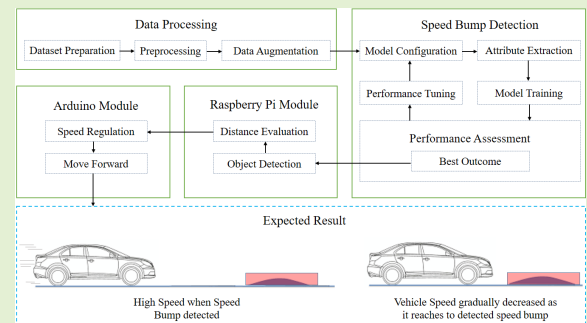 Data Processing
Dataset Preparation
Preprocessing
Data Augmentation
Speed Bump Detection
Model Configuration
Attribute Extraction
Performance Tuning
Model Training
Performance Assessment
Best Outcome
Arduino Module
Speed Regulation
Move Forward
Raspberry Pi Module
Distance Evaluation
Object Detection
Expected Result
High Speed when Speed
Bump detected
Vehicle Speed gradually decreased as
it reaches to detected speed bump